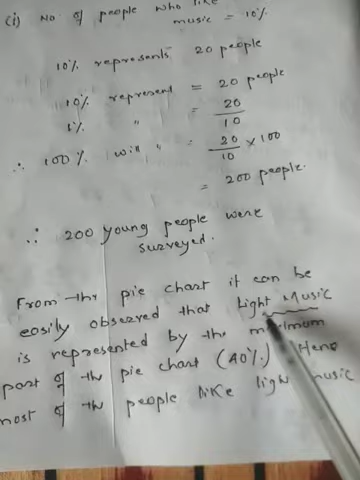 (i) No of people who like
music = 10%
10% represents 20 people
10% represent = 20 people
1% " = 20/10
∴ 100% will " = 20/10 × 100
= 200 people.
∴ 200 young people were
surveyed.
From the pie chart it can be
easily observed that Light Music
is represented by the maximum
part of the pie chart (40%.) Hence
most of the people like light music